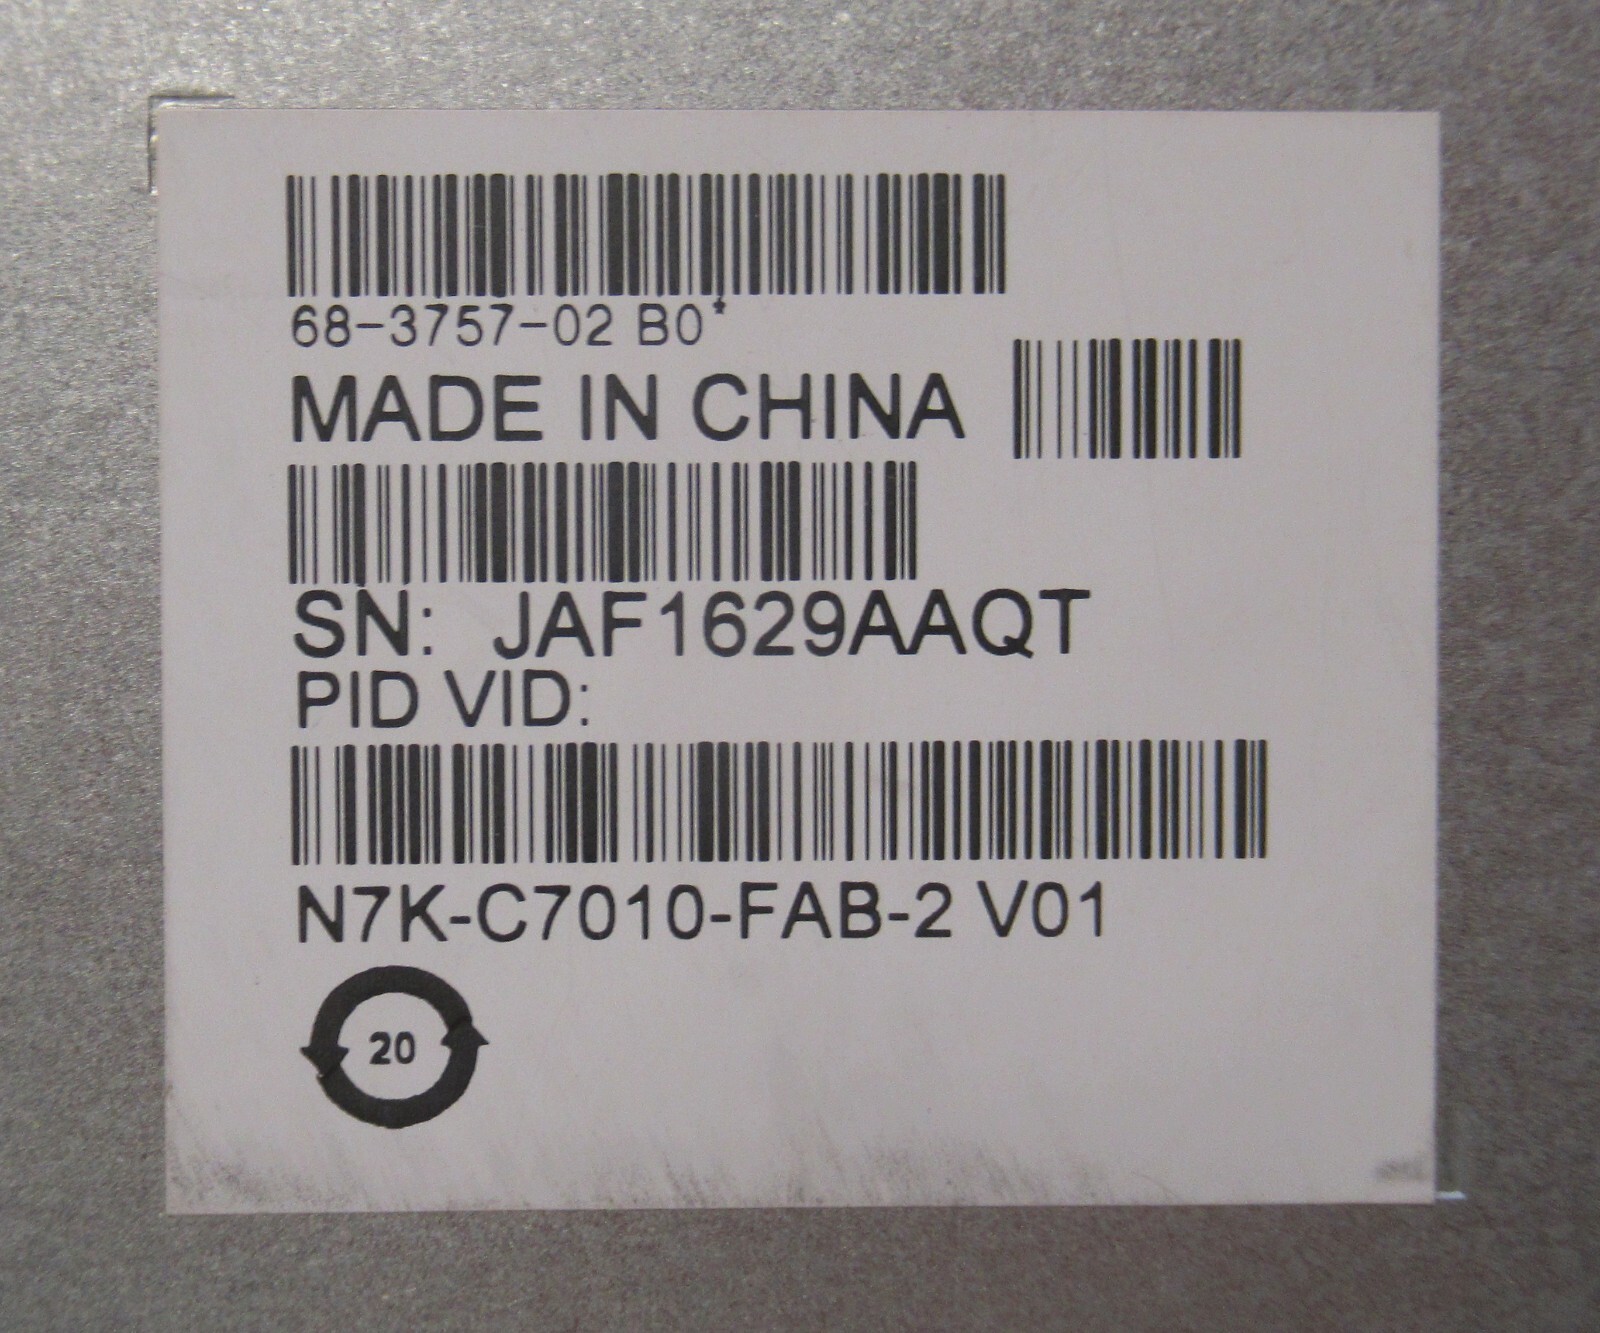 68-3757-02 B0*
MADE IN CHINA
SN: JAF1629AAQT
PID VID:
N7K-C7010-FAB-2 V01
20